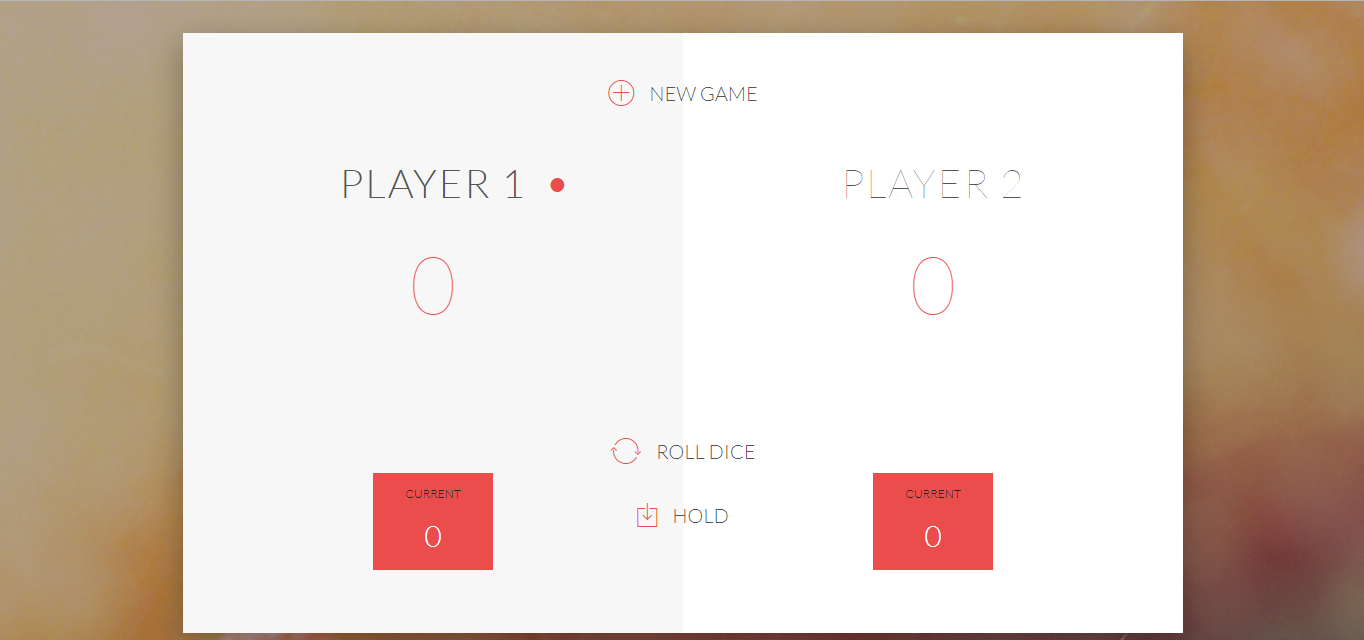 NEW GAME
PLAYER 1
PLAYER 2
0
0
ROLL DICE
CURRENT
0
HOLD
CURRENT
0